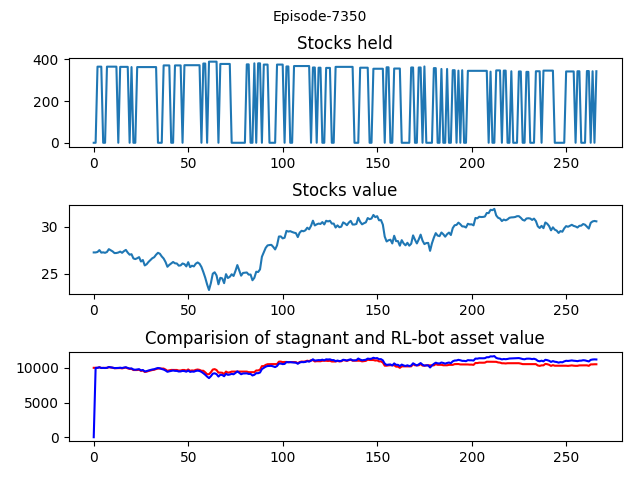 Episode-7350
Stocks held
400
200
0
0 50 100 150 200 250
Stocks value
30
25
0 50 100 150 200 250
Comparision of stagnant and RL-bot asset value
10000
5000
0
0 50 100 150 200 250